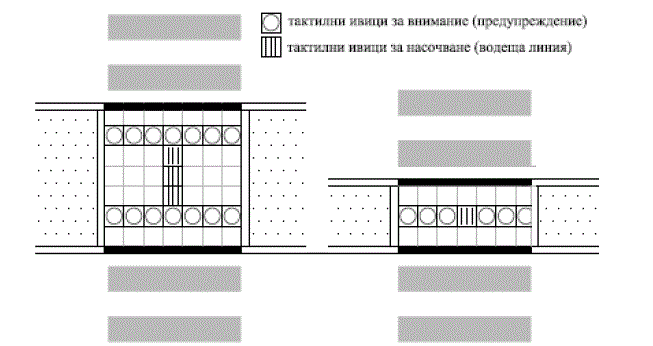 тактилни ивици за внимание (предупреждение)
тактилни ивици за насочване (водеща линия)